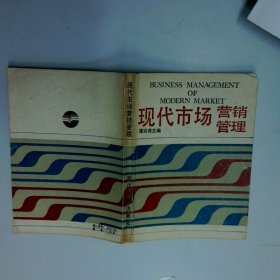 BUSINESS MANAGEMENT
OF
MODERN MARKET
现代市场
营销
管理
现代市场营销管理